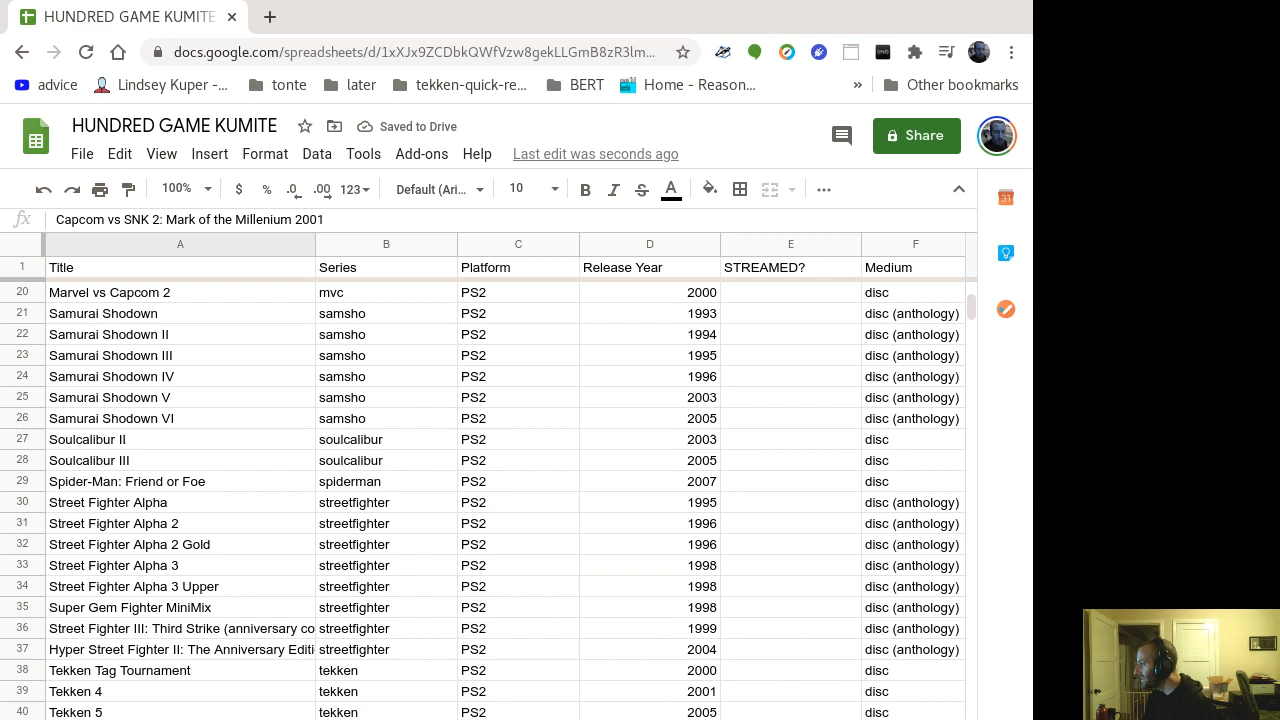 HUNDRED GAME KUMITE
docs.google.com/spreadsheets/d/1xXJx9ZCDbkQWfVzw8gekLLGmB8zR3lm...
advice Lindsey Kuper -... tonte later tekken-quick-re... BERT Home - Reason... » Other bookmarks
HUNDRED GAME KUMITE Saved to Drive Share
File Edit View Insert Format Data Tools Add-ons Help Last edit was seconds ago
100% $ % .0 .00 123 Default (Ari... 10 B I S A
fx Capcom vs SNK 2: Mark of the Millenium 2001
A B C D E F
1 Title Series Platform Release Year STREAMED? Medium
20 Marvel vs Capcom 2 mvc PS2 2000 disc
21 Samurai Shodown samsho PS2 1993 disc (anthology)
22 Samurai Shodown II samsho PS2 1994 disc (anthology)
23 Samurai Shodown III samsho PS2 1995 disc (anthology)
24 Samurai Shodown IV samsho PS2 1996 disc (anthology)
25 Samurai Shodown V samsho PS2 2003 disc (anthology)
26 Samurai Shodown VI samsho PS2 2005 disc (anthology)
27 Soulcalibur II soulcalibur PS2 2003 disc
28 Soulcalibur III soulcalibur PS2 2005 disc
29 Spider-Man: Friend or Foe spiderman PS2 2007 disc
30 Street Fighter Alpha streetfighter PS2 1995 disc (anthology)
31 Street Fighter Alpha 2 streetfighter PS2 1996 disc (anthology)
32 Street Fighter Alpha 2 Gold streetfighter PS2 1996 disc (anthology)
33 Street Fighter Alpha 3 streetfighter PS2 1998 disc (anthology)
34 Street Fighter Alpha 3 Upper streetfighter PS2 1998 disc (anthology)
35 Super Gem Fighter MiniMix streetfighter PS2 1998 disc (anthology)
36 Street Fighter III: Third Strike (anniversary co streetfighter PS2 1999 disc (anthology)
37 Hyper Street Fighter II: The Anniversary Editi streetfighter PS2 2004 disc (anthology)
38 Tekken Tag Tournament tekken PS2 2000 disc
39 Tekken 4 tekken PS2 2001 disc
40 Tekken 5 tekken PS2 2005 disc